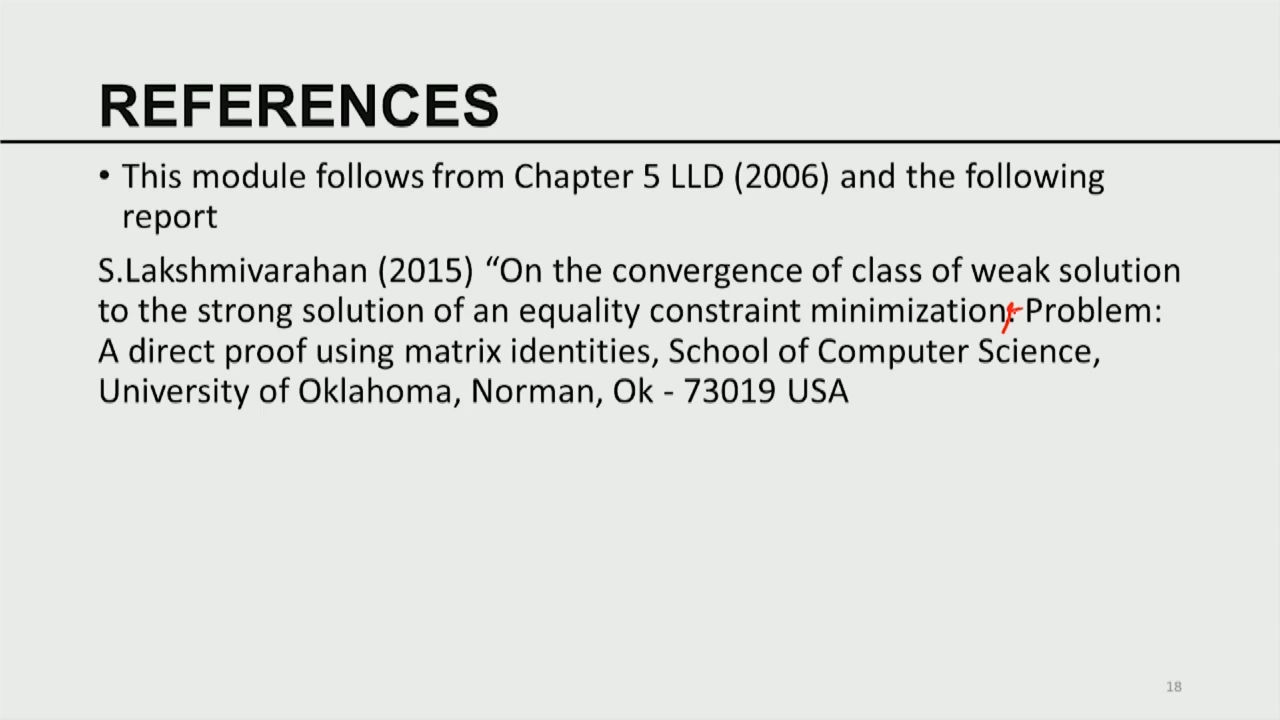 REFERENCES
• This module follows from Chapter 5 LLD (2006) and the following
report
S.Lakshmivarahan (2015) “On the convergence of class of weak solution
to the strong solution of an equality constraint minimization: Problem:
A direct proof using matrix identities, School of Computer Science,
University of Oklahoma, Norman, Ok - 73019 USA
18